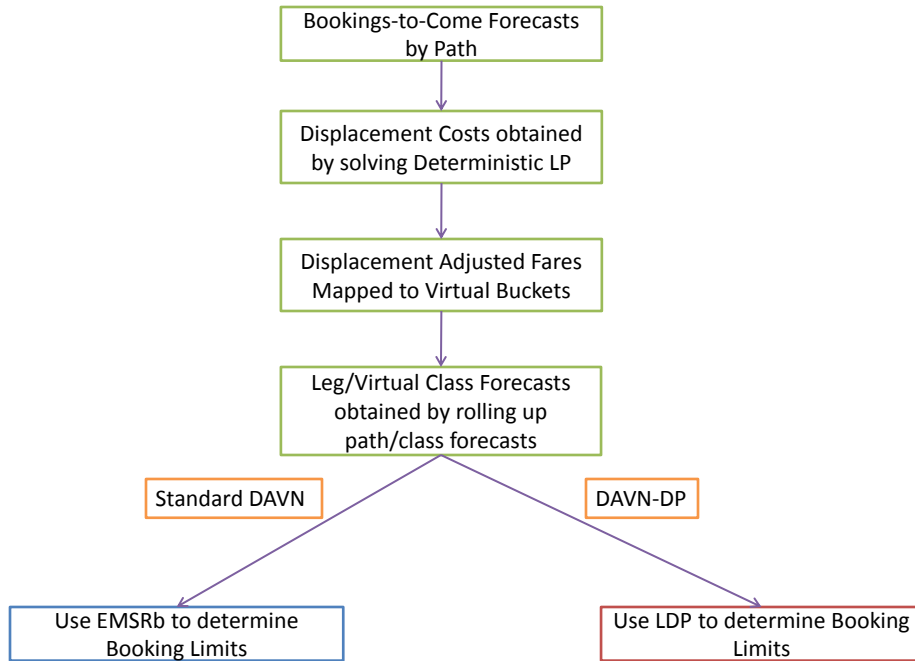 Bookings-to-Come Forecasts
by Path
Displacement Costs obtained
by solving Deterministic LP
Displacement Adjusted Fares
Mapped to Virtual Buckets
Leg/Virtual Class Forecasts
obtained by rolling up
path/class forecasts
Standard DAVN
DAVN-DP
Use EMSRb to determine
Booking Limits
Use LDP to determine Booking
Limits